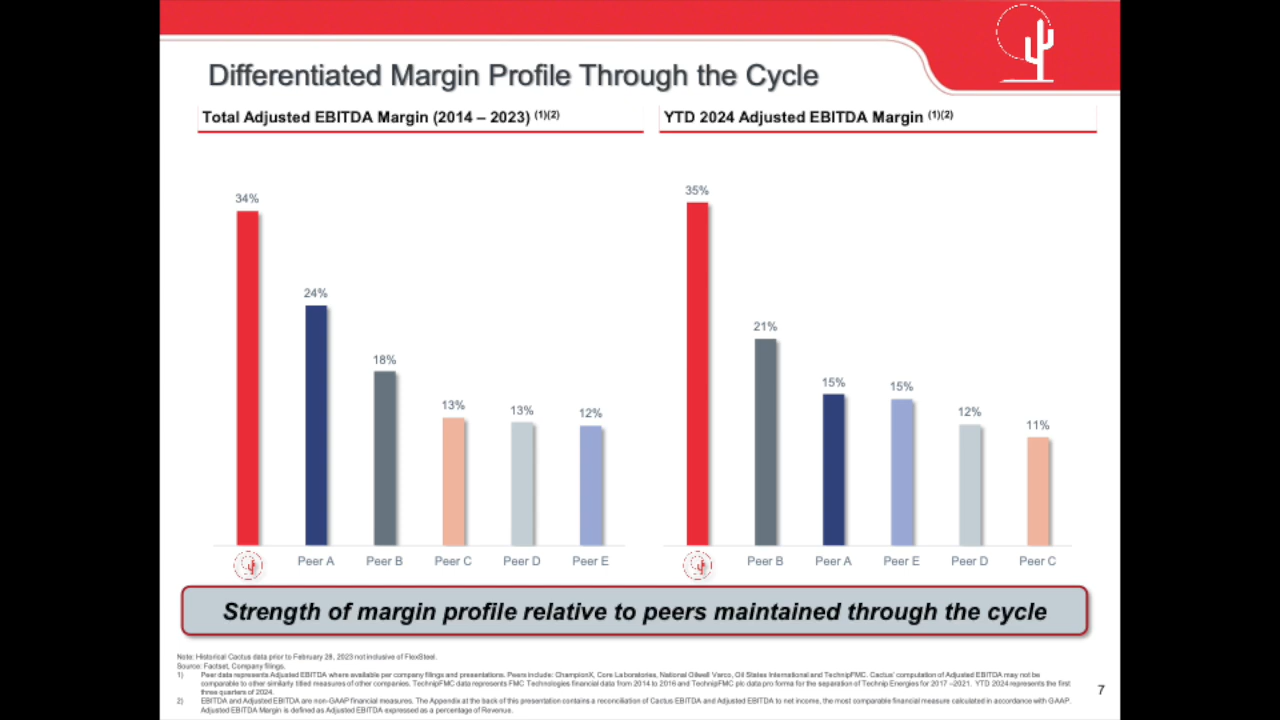 Differentiated Margin Profile Through the Cycle
Total Adjusted EBITDA Margin (2014 – 2023) (1)(2)
34%
24%
18%
13%
13%
12%
Peer A
Peer B
Peer C
Peer D
Peer E
YTD 2024 Adjusted EBITDA Margin (1)(2)
35%
21%
15%
15%
12%
11%
Peer B
Peer A
Peer E
Peer D
Peer C
Strength of margin profile relative to peers maintained through the cycle
Note: Historical Cactus data prior to February 28, 2023 not inclusive of FlexSteel.
Source: Factset, Company filings.
1) Peer data represents Adjusted EBITDA where available per company filings and presentations. Peers include: ChampionX, Core Laboratories, National Oilwell Varco, Oil States International and TechnipFMC. Cactus' computation of Adjusted EBITDA may not be
comparable to other similarly titled measures of other companies. TechnipFMC data represents FMC Technologies financial data from 2014 to 2016 and TechnipFMC plc data pro forma for the separation of Technip Energies for 2017 –2021. YTD 2024 represents the first
three quarters of 2024.
2) EBITDA and Adjusted EBITDA are non-GAAP financial measures. The Appendix at the back of this presentation contains a reconciliation of Cactus EBITDA and Adjusted EBITDA to net income, the most comparable financial measure calculated in accordance with GAAP.
Adjusted EBITDA Margin is defined as Adjusted EBITDA expressed as a percentage of Revenue.
7